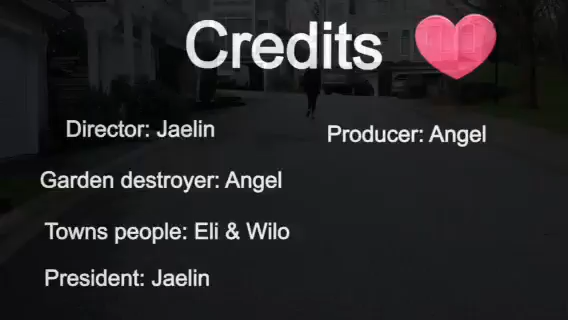 Credits
Director: Jaelin
Producer: Angel
Garden destroyer: Angel
Towns people: Eli & Wilo
President: Jaelin